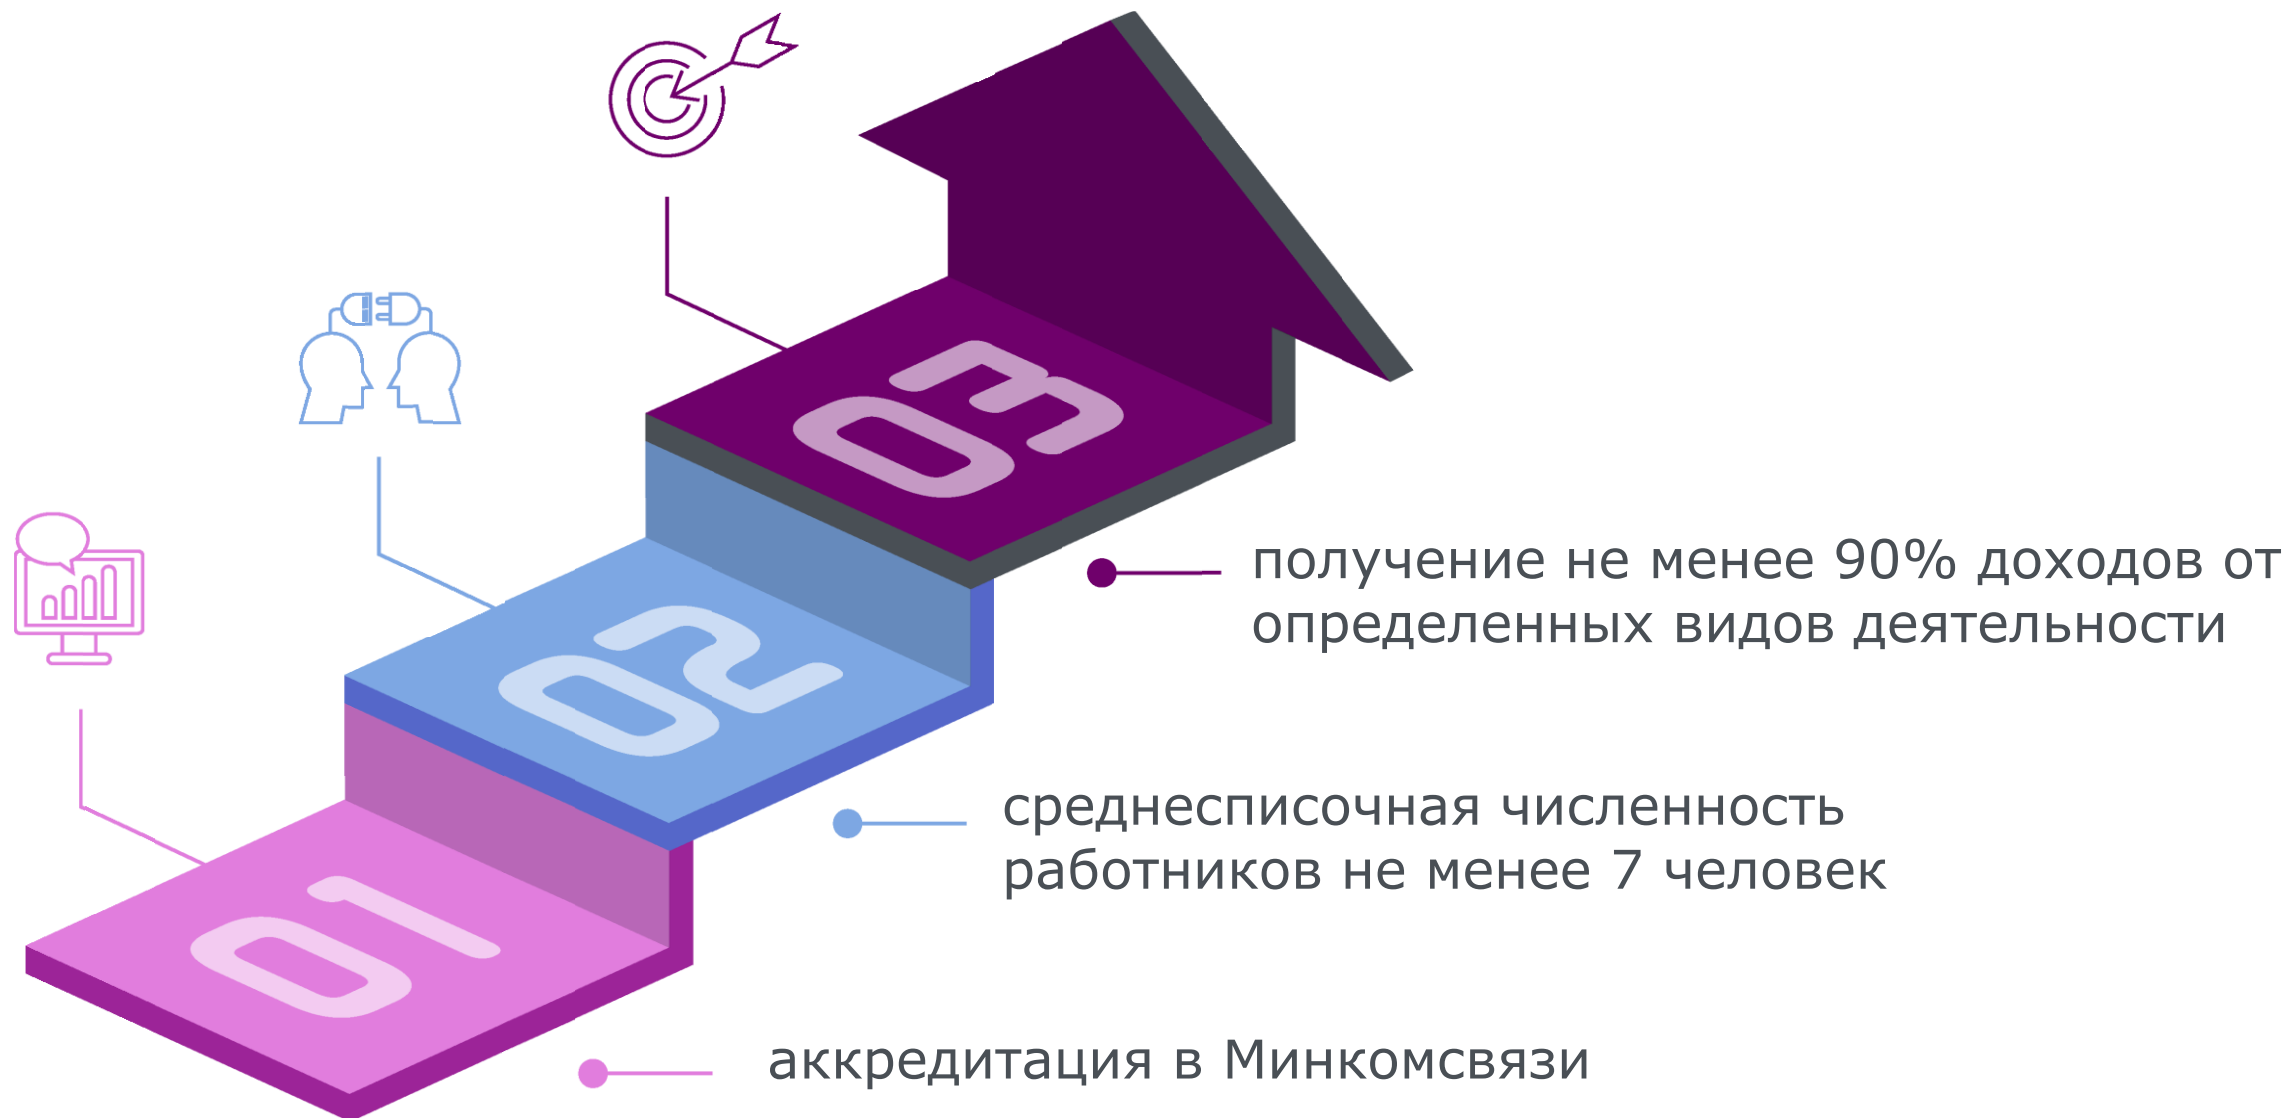 03
получение не менее 90% доходов от
определенных видов деятельности
02
среднесписочная численность
работников не менее 7 человек
01
аккредитация в Минкомсвязи